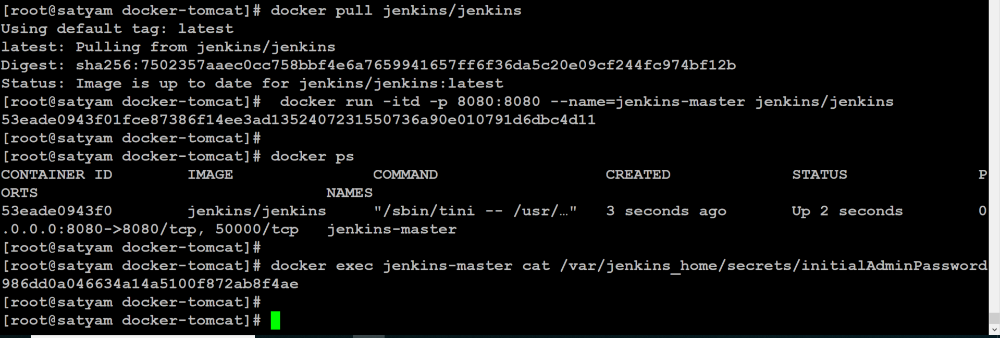 [root@satyam docker-tomcat]# docker pull jenkins/jenkins
Using default tag: latest
latest: Pulling from jenkins/jenkins
Digest: sha256:7502357aaec0cc758bbf4e6a7659941657ff6f36da5c20e09cf244fc974bf12b
Status: Image is up to date for jenkins/jenkins:latest
[root@satyam docker-tomcat]#  docker run -itd -p 8080:8080 --name=jenkins-master jenkins/jenkins
53eade0943f01fce87386f14ee3ad1352407231550736a90e010791d6dbc4d11
[root@satyam docker-tomcat]#
[root@satyam docker-tomcat]# docker ps
CONTAINER ID        IMAGE               COMMAND                  CREATED             STATUS              P
ORTS                               NAMES
53eade0943f0        jenkins/jenkins     "/sbin/tini -- /usr/…"   3 seconds ago       Up 2 seconds        0
.0.0.0:8080->8080/tcp, 50000/tcp   jenkins-master
[root@satyam docker-tomcat]#
[root@satyam docker-tomcat]# docker exec jenkins-master cat /var/jenkins_home/secrets/initialAdminPassword
986dd0a046634a14a5100f872ab8f4ae
[root@satyam docker-tomcat]#
[root@satyam docker-tomcat]#